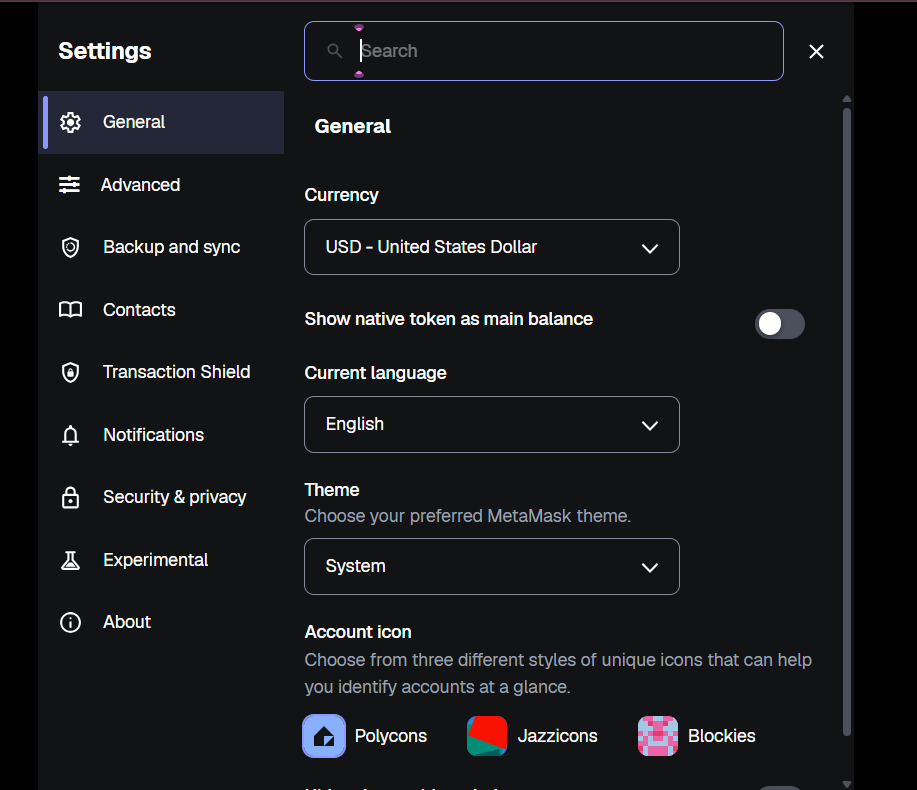 Settings
Search
General
Advanced
Backup and sync
Contacts
Transaction Shield
Notifications
Security & privacy
Experimental
About
General
Currency
USD - United States Dollar
Show native token as main balance
Current language
English
Theme
Choose your preferred MetaMask theme.
System
Account icon
Choose from three different styles of unique icons that can help
you identify accounts at a glance.
Polycons
Jazzicons
Blockies